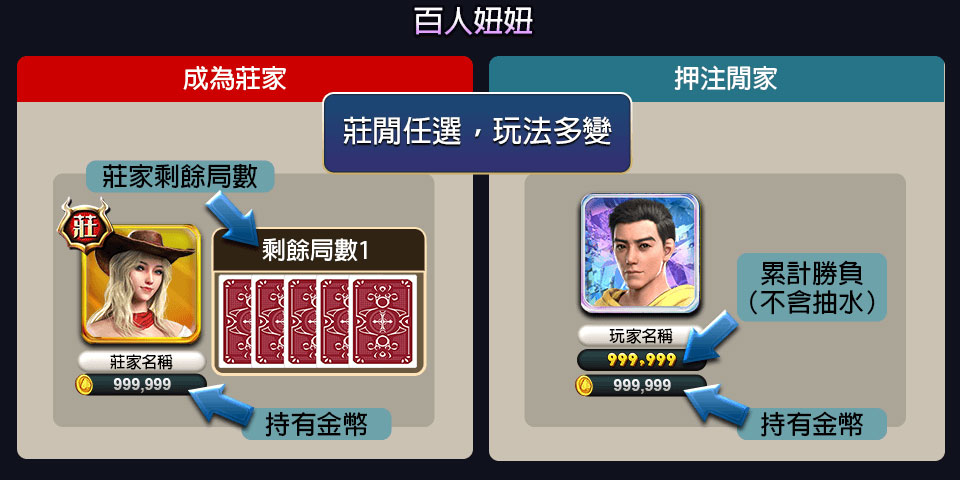 百人妞妞
成為莊家
押注閒家
莊閒任選，玩法多變
莊家剩餘局數
莊
剩餘局數1
莊家名稱
999,999
持有金幣
累計勝負
（不含抽水）
玩家名稱
999,999
999,999
持有金幣